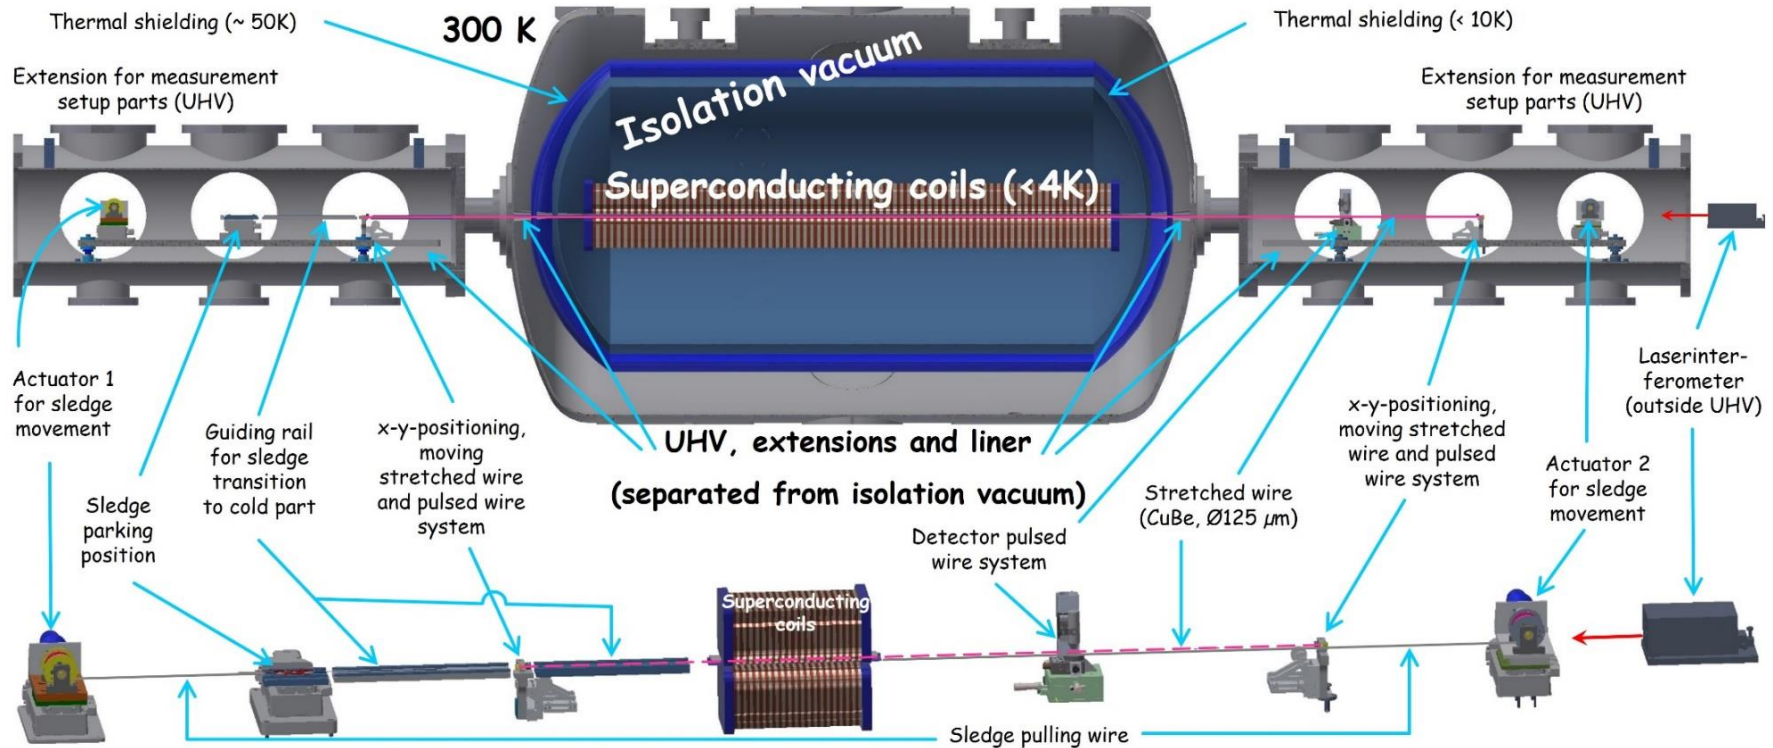 Thermal shielding (~ 50K)
300 K
Thermal shielding (< 10K)
Isolation vacuum
Extension for measurement
setup parts (UHV)
Extension for measurement
setup parts (UHV)
Superconducting coils (<4K)
Actuator 1
for sledge
movement
Guiding rail
for sledge
transition
to cold part
x-y-positioning,
moving
stretched wire
and pulsed wire
system
Sledge
parking
position
UHV, extensions and liner
(separated from isolation vacuum)
Detector pulsed
wire system
Stretched wire
(CuBe, Ø125 µm)
x-y-positioning,
moving stretched
wire and pulsed
wire system
Actuator 2
for sledge
movement
Laserinter-
ferometer
(outside UHV)
Superconducting
coils
Sledge pulling wire